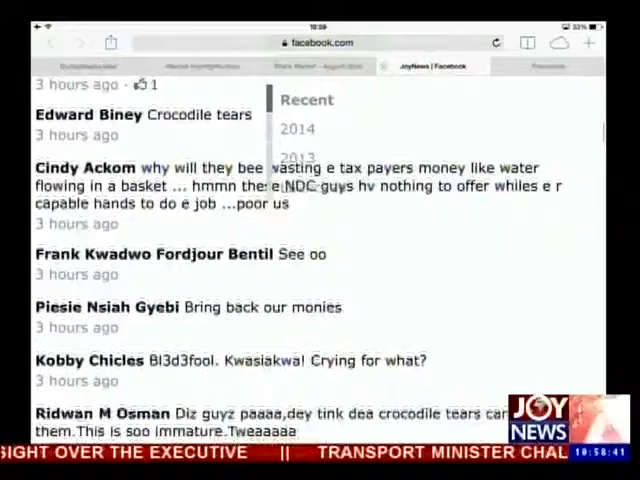 10:58
33%
facebook.com
JoyNews | Facebook
3 hours ago · 1
Recent
Edward Biney Crocodile tears
2014
3 hours ago
2013
Cindy Ackom why will they bee wasting e tax payers money like water
flowing in a basket ... hmmn these NDC guys hv nothing to offer whiles e r
capable hands to do e job ...poor us
3 hours ago
Frank Kwadwo Fordjour Bentil See oo
3 hours ago
Piesie Nsiah Gyebi Bring back our monies
3 hours ago
Kobby Chicles Bl3d3fool. Kwasiakwa! Crying for what?
3 hours ago
Ridwan M Osman Diz guyz paaaa,dey tink dea crocodile tears can
them.This is soo immature.Tweaaaaa
JOY
NEWS
SIGHT OVER THE EXECUTIVE || TRANSPORT MINISTER CHAL
10:58:41